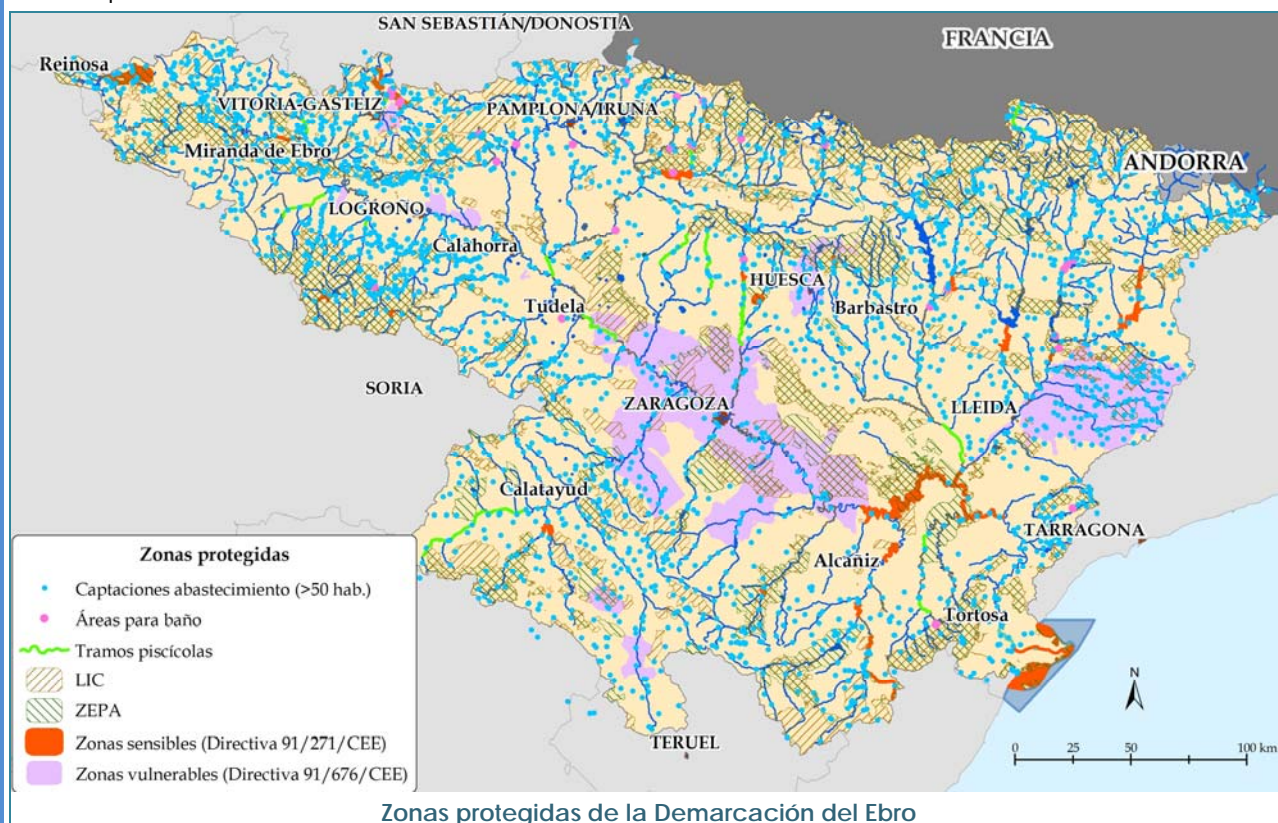 SAN SEBASTIÁN/DONOSTIA
FRANCIA
Reinosa
VITORIA-GASTEIZ
PAMPLONA/IRUNA
Miranda de Ebro
ANDORRA
LOGROÑO
Calahorra
HUESCA
Barbastro
Tudela
SORIA
ZARAGOZA
LLEIDA
Calatayud
TARRAGONA
Alcañiz
Tortosa
TERUEL
N
0 25 50 100 km
Zonas protegidas
Captaciones abastecimiento (>50 hab.)
Áreas para baño
Tramos piscícolas
LIC
ZEPA
Zonas sensibles (Directiva 91/271/CEE)
Zonas vulnerables (Directiva 91/676/CEE)
Zonas protegidas de la Demarcación del Ebro